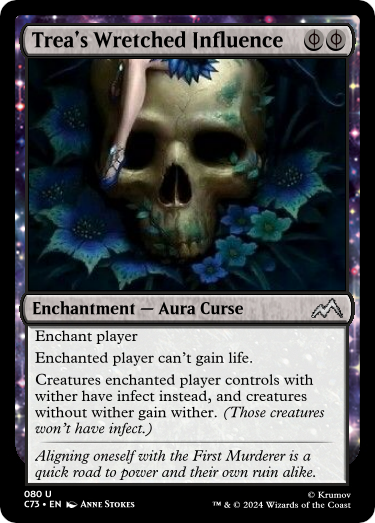 Trea's Wretched Influence
Enchantment — Aura Curse
Enchant player
Enchanted player can't gain life.
Creatures enchanted player controls with
wither have infect instead, and creatures
without wither gain wither. (Those creatures
won't have infect.)
Aligning oneself with the First Murderer is
a quick road to power and their own ruin alike.
080 U
© Krumov
C73 • EN Anne Stokes
™ & © 2024 Wizards of the Coast